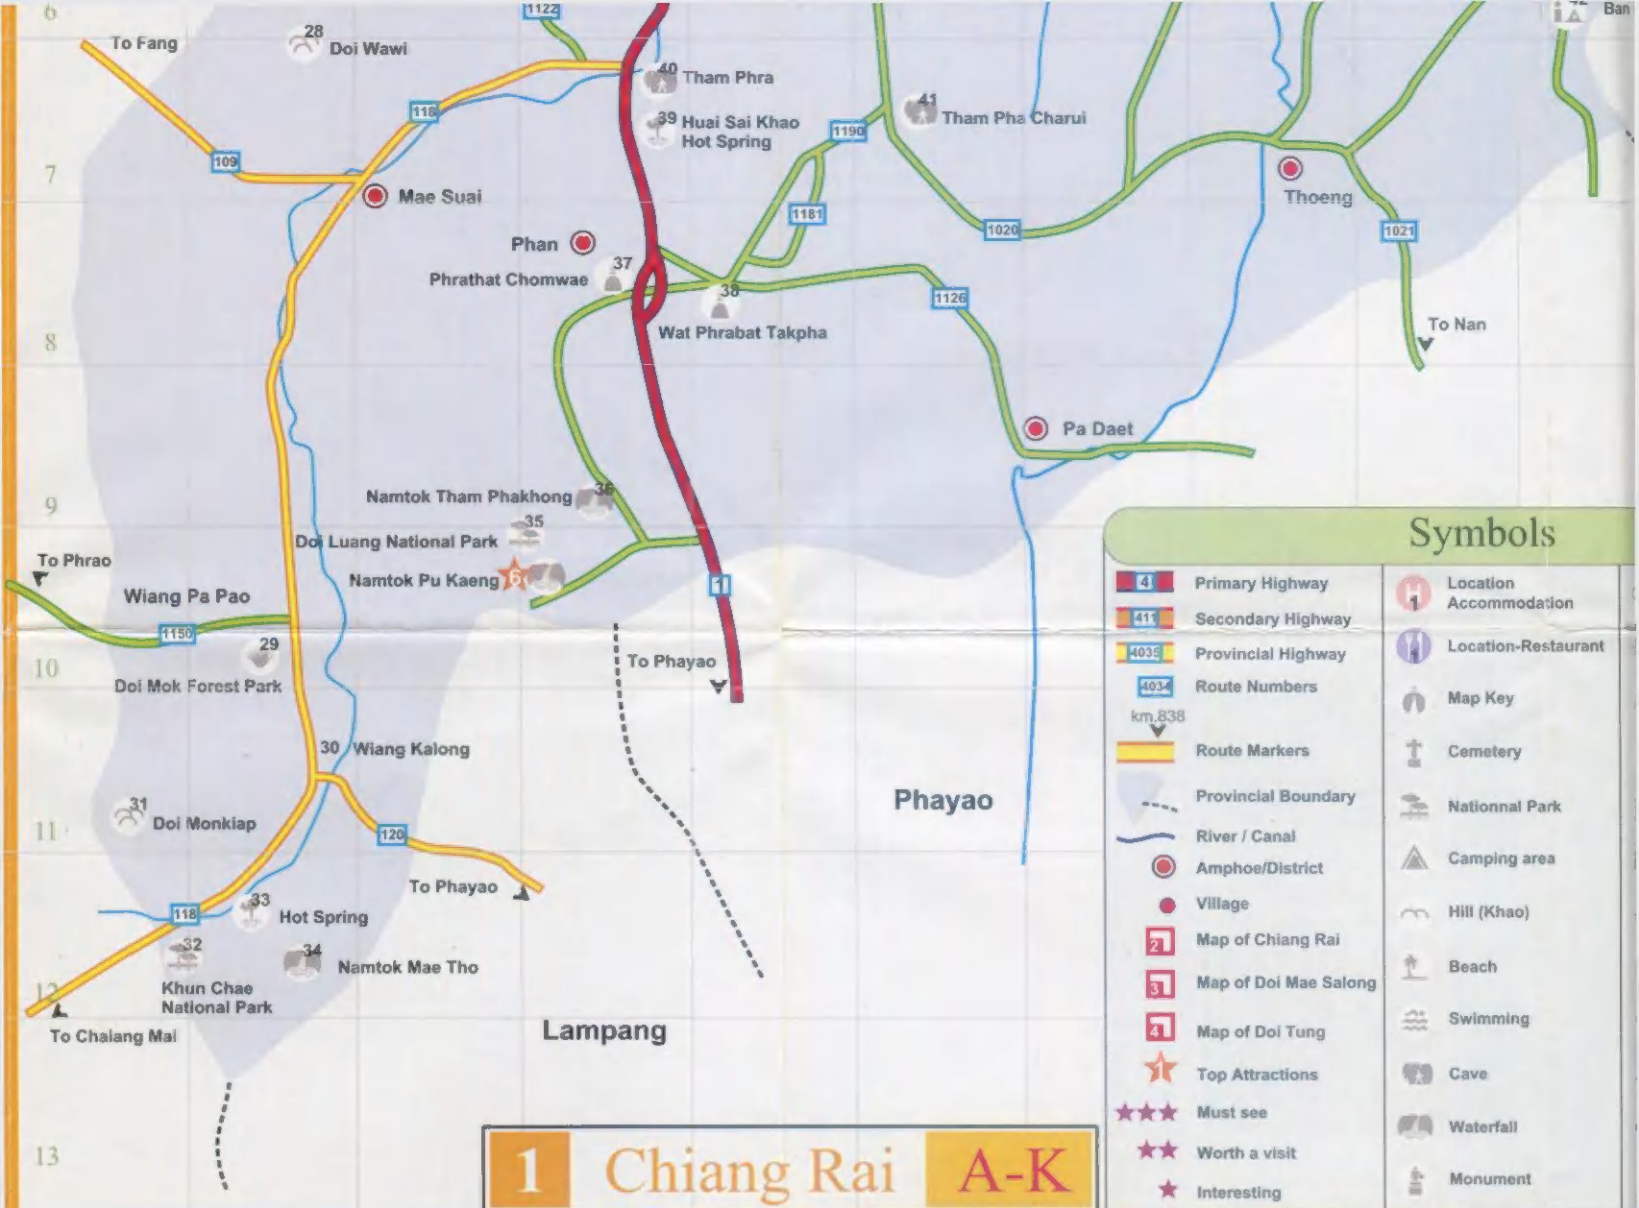 6
1122
To Fang
28
Doi Wawi
40
Tham Phra
42
Ban
118
39
Huai Sai Khao
Hot Spring
41
Tham Pha Charui
1190
109
7
Mae Suai
1181
Thoeng
1020
1021
Phan
37
Phrathat Chomwae
38
1126
Wat Phrabat Takpha
To Nan
8
Pa Daet
Namtok Tham Phakhong
36
9
35
Doi Luang National Park
To Phrao
Namtok Pu Kaeng
6
1
Wiang Pa Pao
1150
29
10
Doi Mok Forest Park
To Phayao
30
Wiang Kalong
Phayao
31
Doi Monkiap
11
120
To Phayao
118
33
Hot Spring
32
34
Namtok Mae Tho
Khun Chae
National Park
12
To Chaiang Mai
Lampang
13
1
Chiang Rai
A-K
Symbols
4
Primary Highway
411
Secondary Highway
4035
Provincial Highway
4034
Route Numbers
km.838
Route Markers
Provincial Boundary
River / Canal
Amphoe/District
Village
2
Map of Chiang Rai
3
Map of Doi Mae Salong
4
Map of Doi Tung
1
Top Attractions
Must see
Worth a visit
Interesting
H
1
Location
Accommodation
Location-Restaurant
Map Key
Cemetery
Nationnal Park
Camping area
Hill (Khao)
Beach
Swimming
Cave
Waterfall
Monument